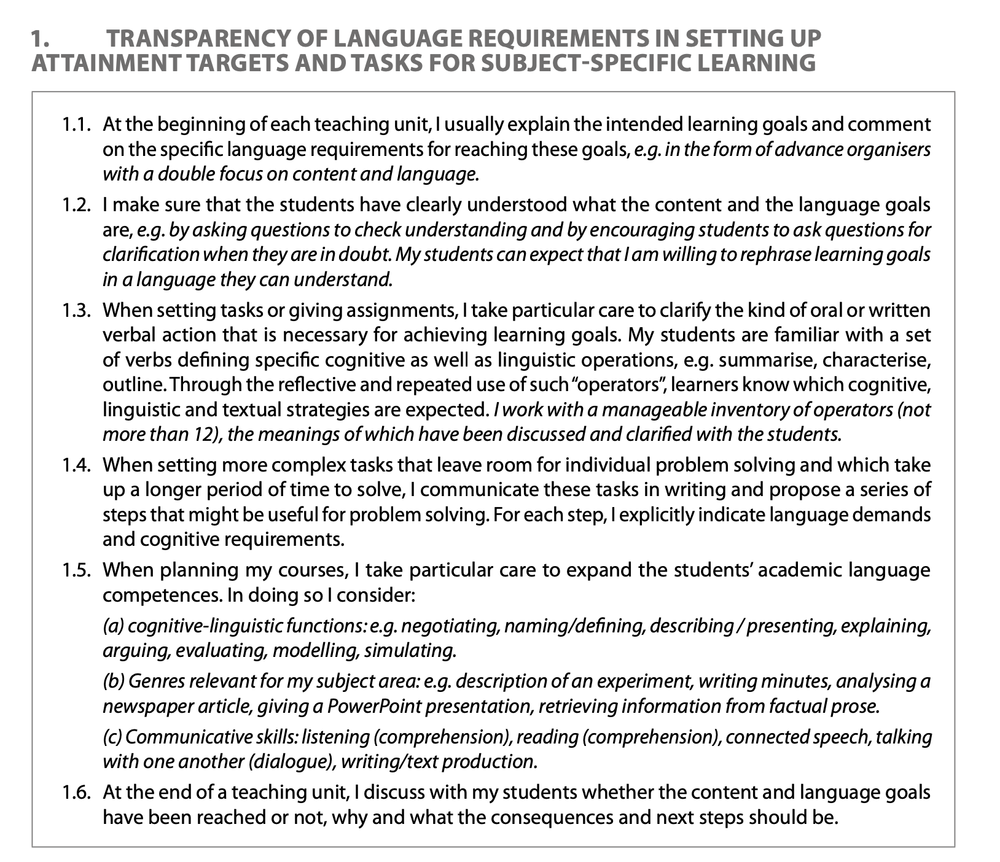 1. TRANSPARENCY OF LANGUAGE REQUIREMENTS IN SETTING UP
ATTAINMENT TARGETS AND TASKS FOR SUBJECT-SPECIFIC LEARNING
1.1. At the beginning of each teaching unit, I usually explain the intended learning goals and comment
on the specific language requirements for reaching these goals, e.g. in the form of advance organisers
with a double focus on content and language.
1.2. I make sure that the students have clearly understood what the content and the language goals
are, e.g. by asking questions to check understanding and by encouraging students to ask questions for
clarification when they are in doubt. My students can expect that I am willing to rephrase learning goals
in a language they can understand.
1.3. When setting tasks or giving assignments, I take particular care to clarify the kind of oral or written
verbal action that is necessary for achieving learning goals. My students are familiar with a set
of verbs defining specific cognitive as well as linguistic operations, e.g. summarise, characterise,
outline. Through the reflective and repeated use of such “operators”, learners know which cognitive,
linguistic and textual strategies are expected. I work with a manageable inventory of operators (not
more than 12), the meanings of which have been discussed and clarified with the students.
1.4. When setting more complex tasks that leave room for individual problem solving and which take
up a longer period of time to solve, I communicate these tasks in writing and propose a series of
steps that might be useful for problem solving. For each step, I explicitly indicate language demands
and cognitive requirements.
1.5. When planning my courses, I take particular care to expand the students’ academic language
competences. In doing so I consider:
(a) cognitive-linguistic functions: e.g. negotiating, naming/defining, describing / presenting, explaining,
arguing, evaluating, modelling, simulating.
(b) Genres relevant for my subject area: e.g. description of an experiment, writing minutes, analysing a
newspaper article, giving a PowerPoint presentation, retrieving information from factual prose.
(c) Communicative skills: listening (comprehension), reading (comprehension), connected speech, talking
with one another (dialogue), writing/text production.
1.6. At the end of a teaching unit, I discuss with my students whether the content and language goals
have been reached or not, why and what the consequences and next steps should be.